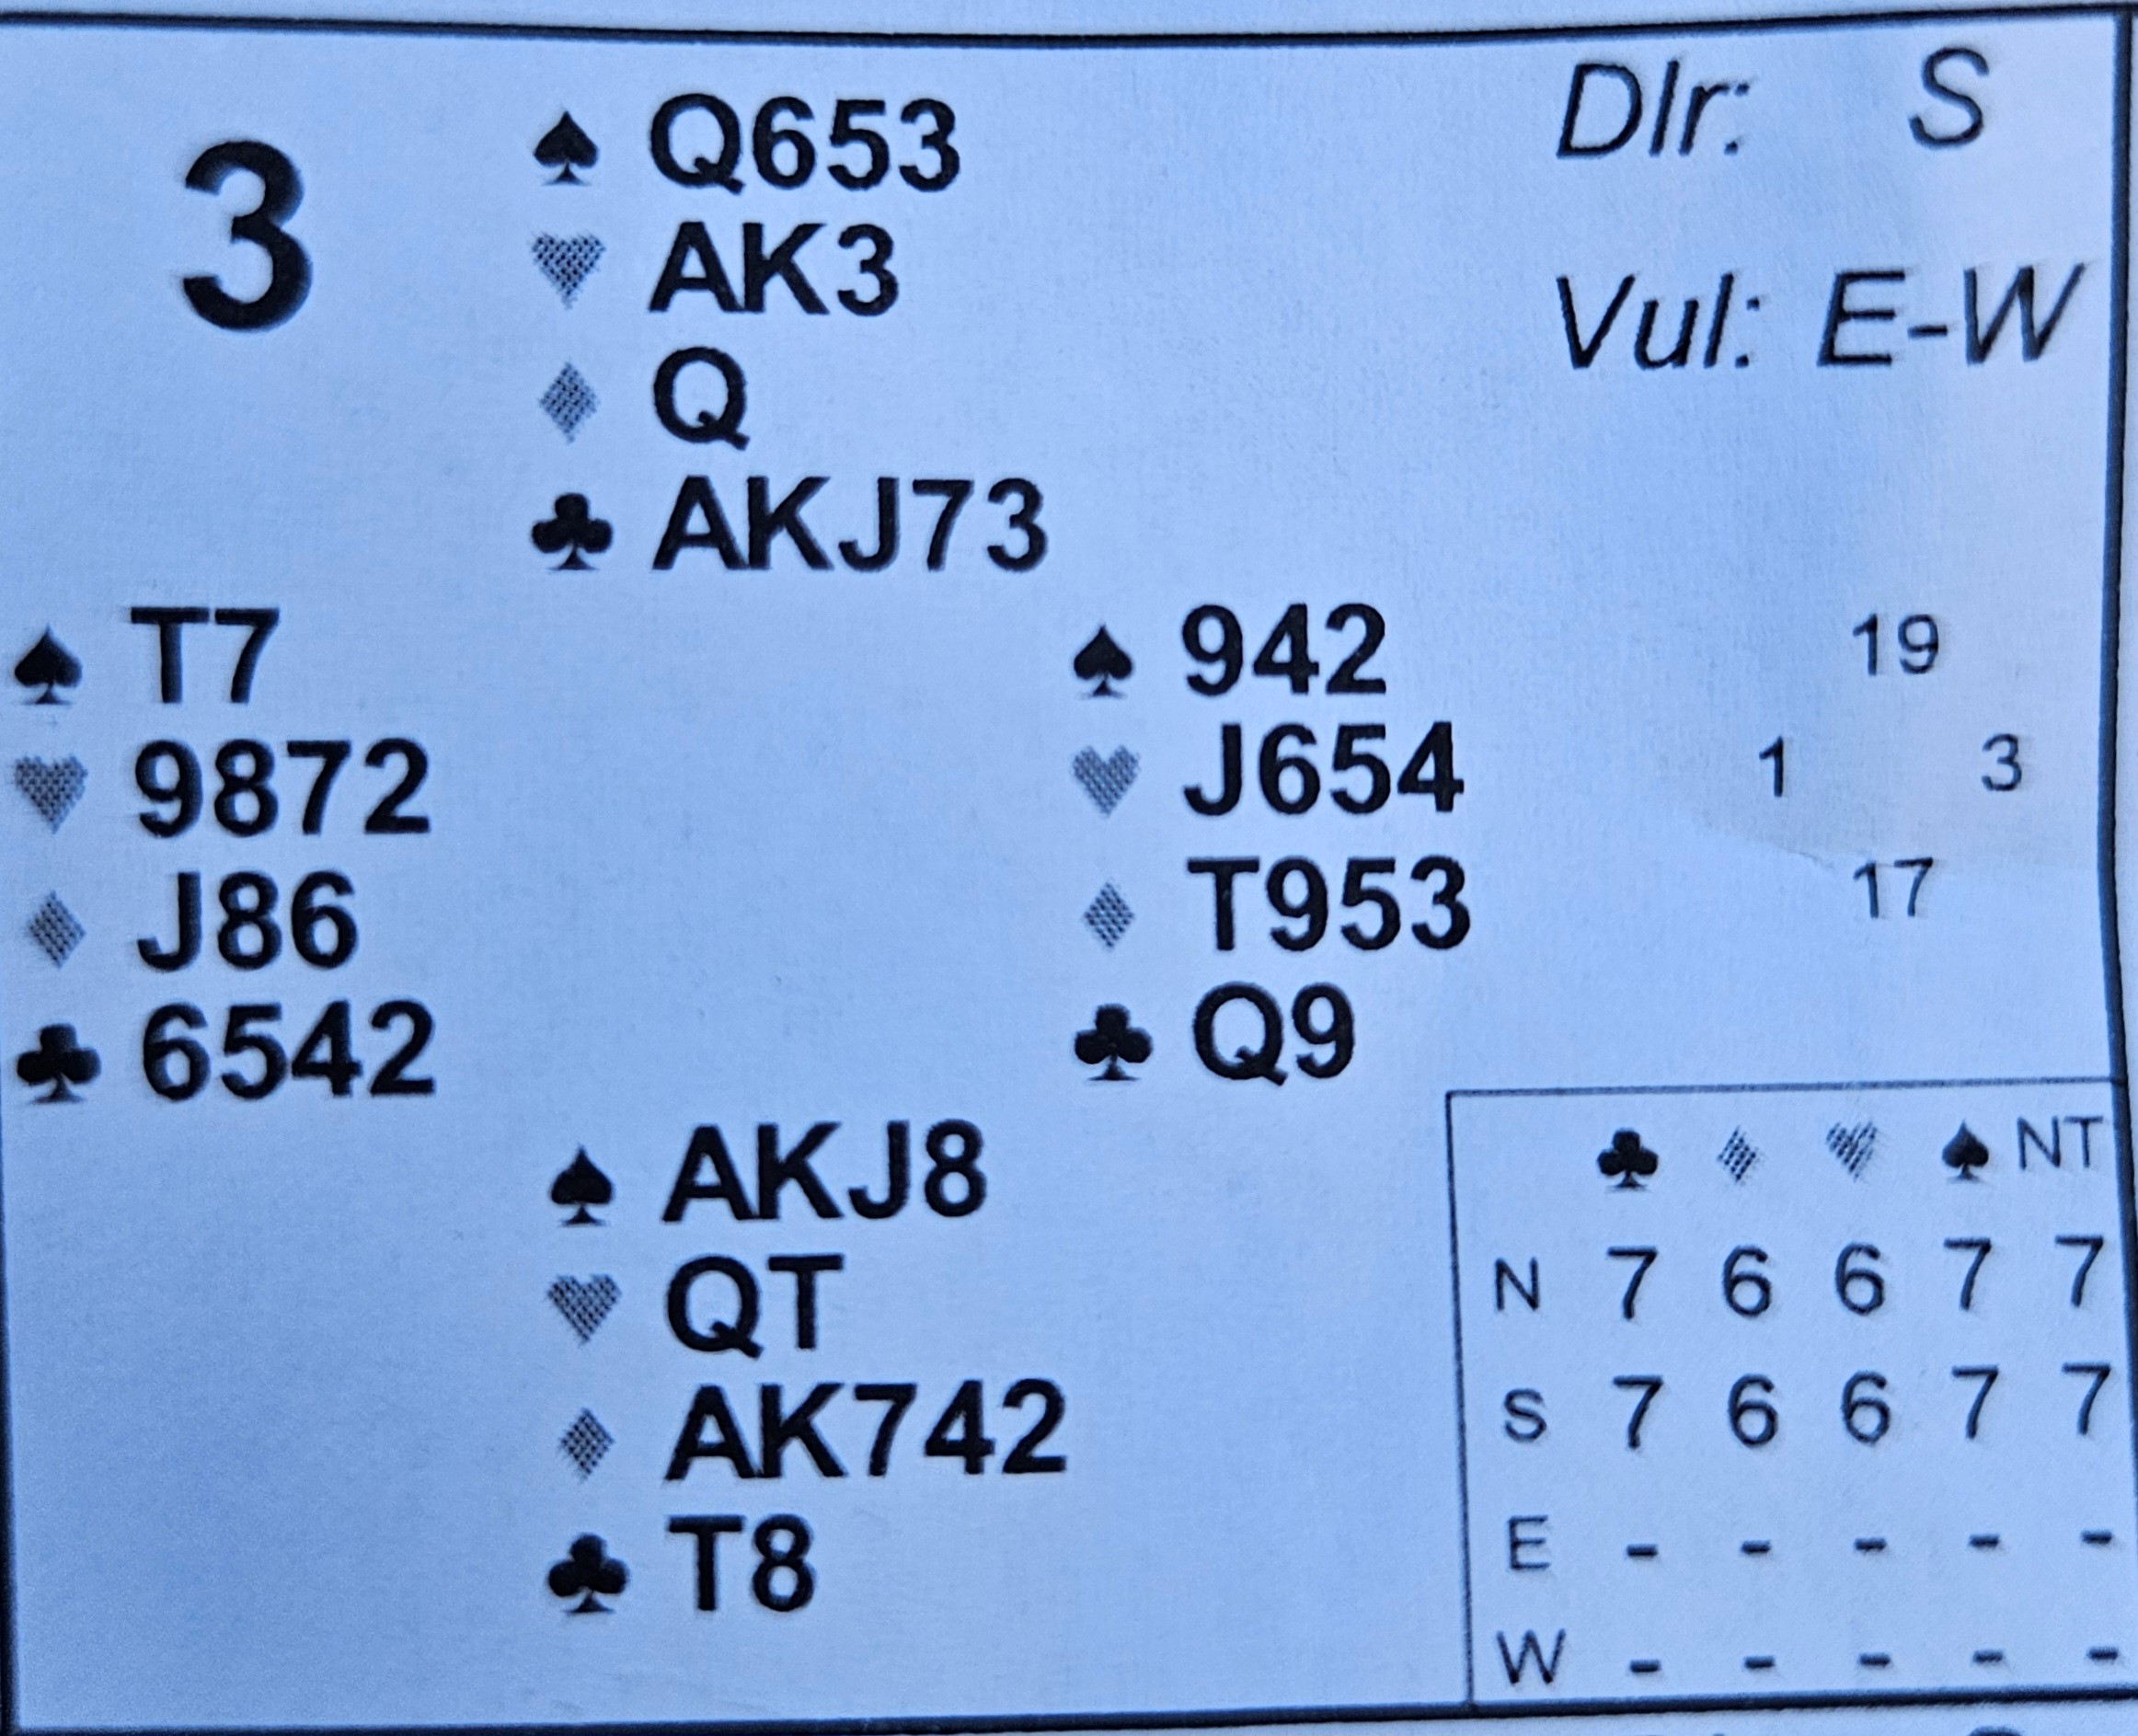 3
♠ Q653
♥ AK3
♦ Q
♣ AKJ73
Dlr: S
Vul: E-W
♠ T7
♥ 9872
♦ J86
♣ 6542
♠ 942
♥ J654
♦ T953
♣ Q9
19
1 3
17
♠ AKJ8
♥ QT
♦ AK742
♣ T8
♣ ♦ ♥ ♠ NT
N 7 6 6 7 7
S 7 6 6 7 7
E - - - - -
W - - - - -